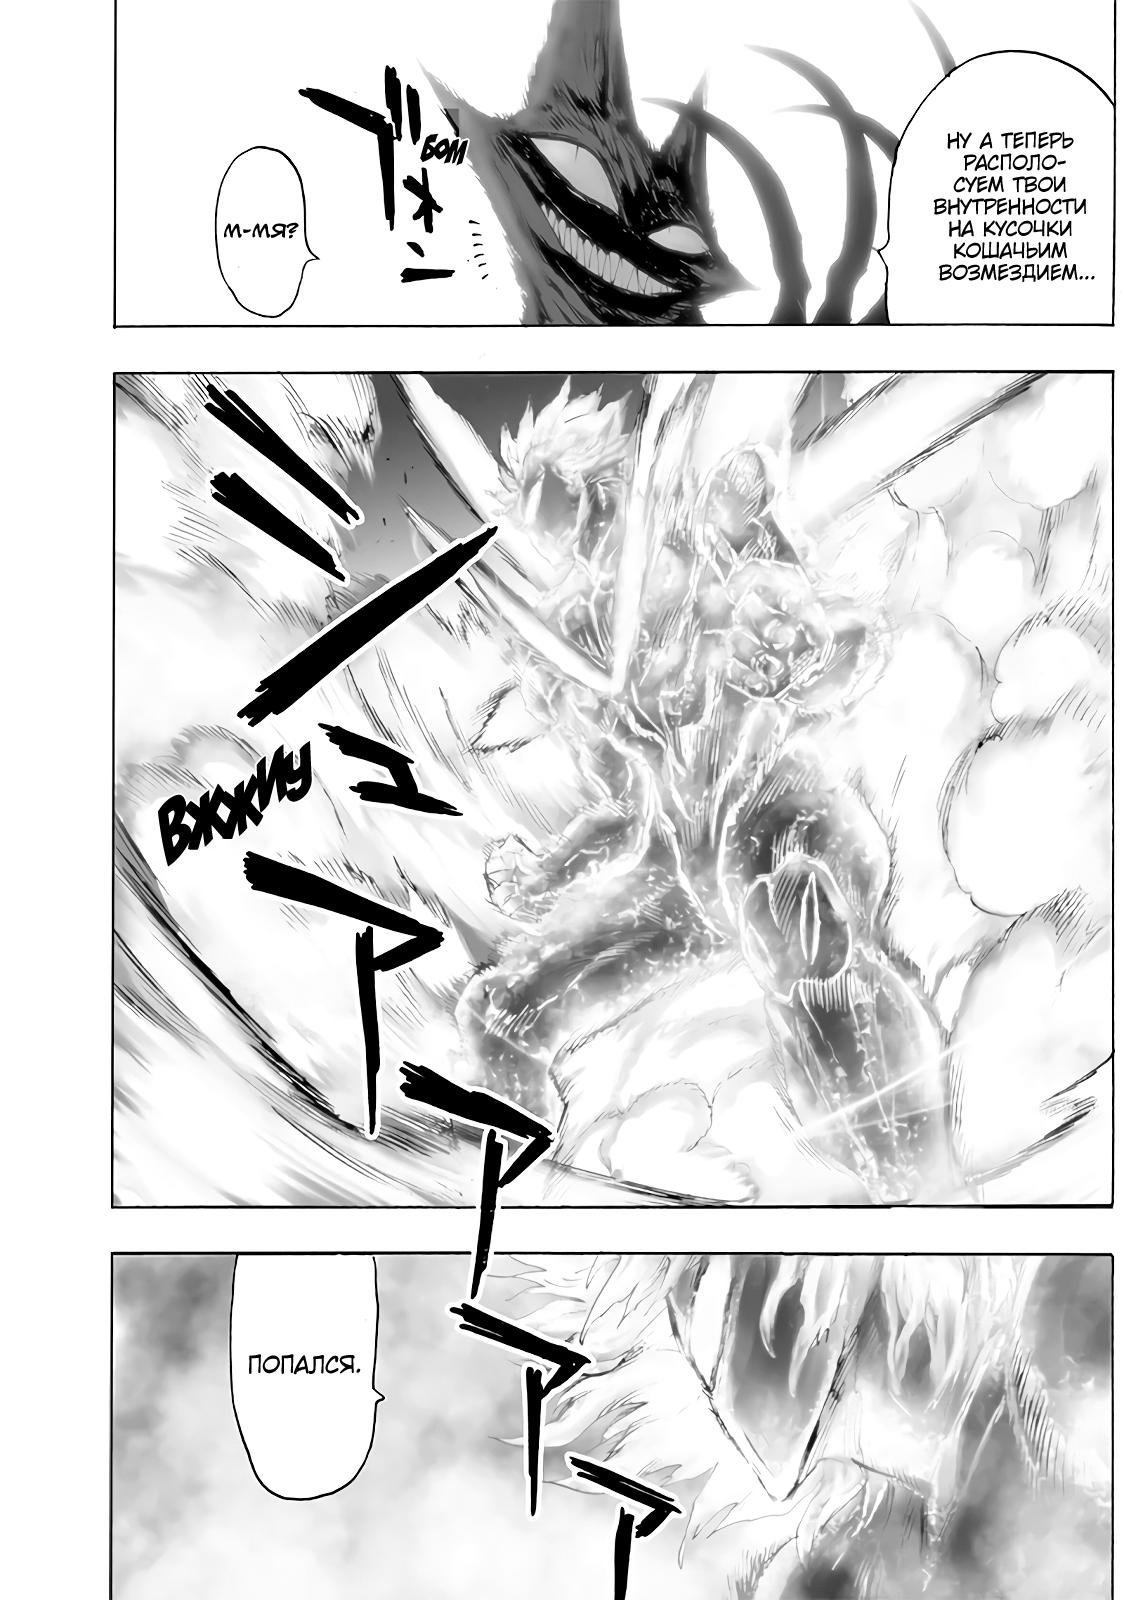 НУ А ТЕПЕРЬ
РАСПОЛО-
СУЕМ ТВОИ
ВНУТРЕННОСТИ
НА КУСОЧКИ
КОШАЧЬИМ
ВОЗМЕЗДИЕМ...
БОМ
М-МЯ?
ВЖЖИУ
ПОПАЛСЯ.